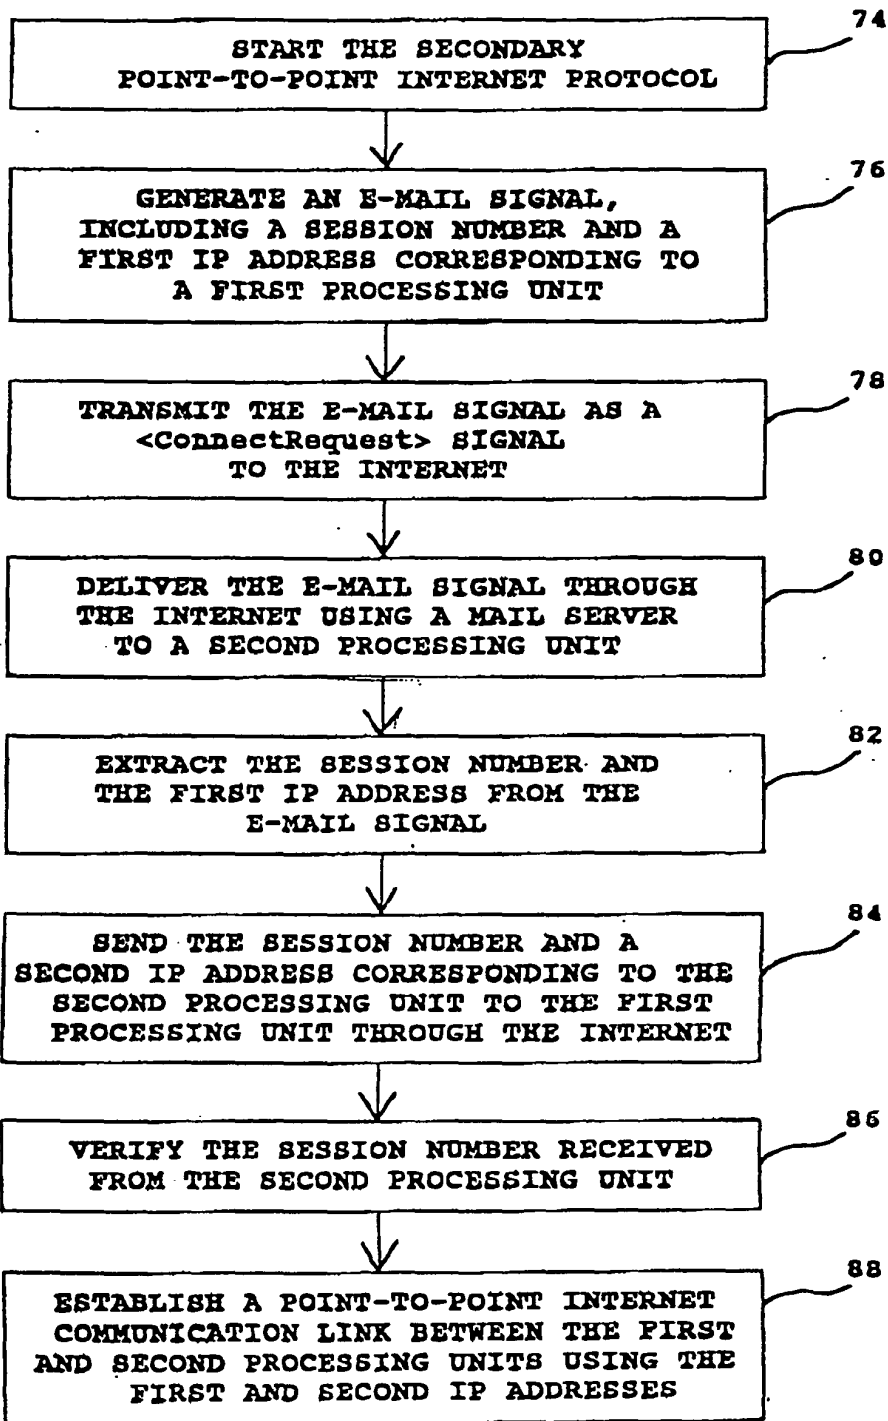 74
START THE SECONDARY
POINT-TO-POINT INTERNET PROTOCOL
76
GENERATE AN E-MAIL SIGNAL,
INCLUDING A SESSION NUMBER AND A
FIRST IP ADDRESS CORRESPONDING TO
A FIRST PROCESSING UNIT
78
TRANSMIT THE E-MAIL SIGNAL AS A
<ConnectRequest> SIGNAL
TO THE INTERNET
80
DELIVER THE E-MAIL SIGNAL THROUGH
THE INTERNET USING A MAIL SERVER
TO A SECOND PROCESSING UNIT
82
EXTRACT THE SESSION NUMBER AND
THE FIRST IP ADDRESS FROM THE
E-MAIL SIGNAL
84
SEND THE SESSION NUMBER AND A
SECOND IP ADDRESS CORRESPONDING TO THE
SECOND PROCESSING UNIT TO THE FIRST
PROCESSING UNIT THROUGH THE INTERNET
86
VERIFY THE SESSION NUMBER RECEIVED
FROM THE SECOND PROCESSING UNIT
88
ESTABLISH A POINT-TO-POINT INTERNET
COMMUNICATION LINK BETWEEN THE FIRST
AND SECOND PROCESSING UNITS USING THE
FIRST AND SECOND IP ADDRESSES